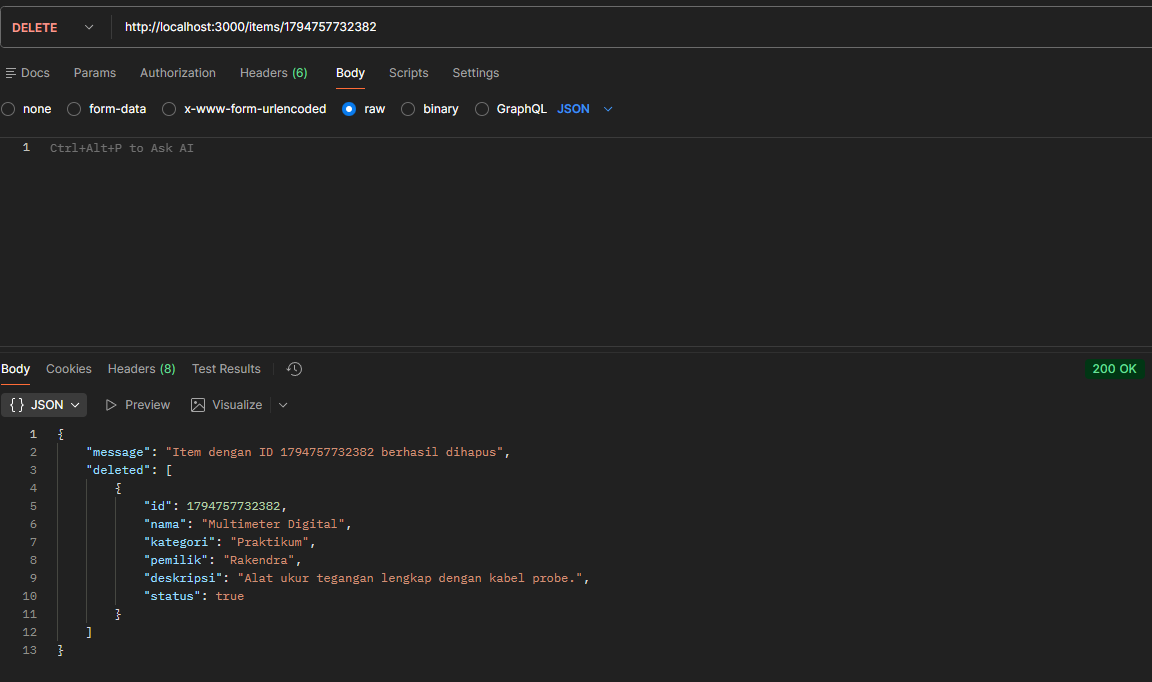 DELETE http://localhost:3000/items/1794757732382
Docs Params Authorization Headers (6) Body Scripts Settings
none form-data x-www-form-urlencoded raw binary GraphQL JSON
1 Ctrl+Alt+P to Ask AI
Body Cookies Headers (8) Test Results 200 OK
{} JSON Preview Visualize
1 {
2 "message": "Item dengan ID 1794757732382 berhasil dihapus",
3 "deleted": [
4 {
5 "id": 1794757732382,
6 "nama": "Multimeter Digital",
7 "kategori": "Praktikum",
8 "pemilik": "Rakendra",
9 "deskripsi": "Alat ukur tegangan lengkap dengan kabel probe.",
10 "status": true
11 }
12 ]
13 }